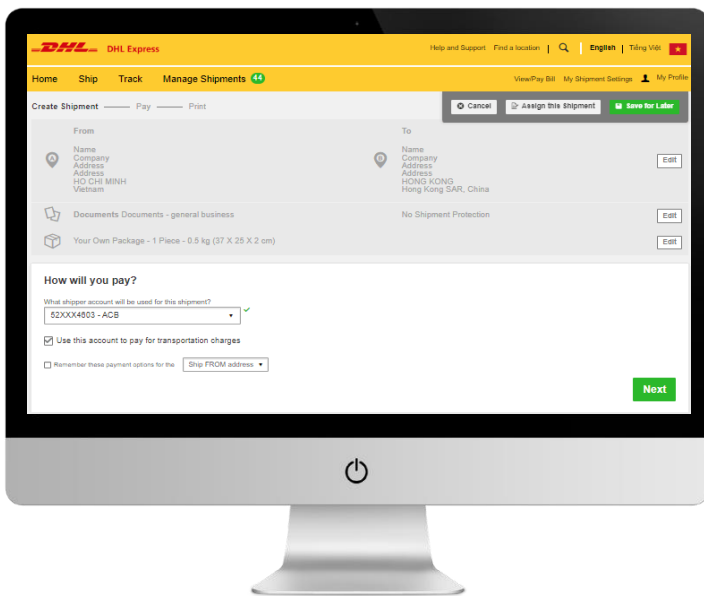 DHL DHL Express
Help and Support Find a location | English | Tiếng Việt
Home Ship Track Manage Shipments 44
View/Pay Bill My Shipment Settings My Profile
Create Shipment Pay Print
Cancel Assign this Shipment Save for Later
From
Name
Company
Address
Address
HO CHI MINH
Vietnam
To
Name
Company
Address
Address
HONG KONG
Hong Kong SAR, China
Edit
Documents Documents - general business
No Shipment Protection
Edit
Your Own Package - 1 Piece - 0.5 kg (37 X 25 X 2 cm)
Edit
How will you pay?
What shipper account will be used for this shipment?
52XXX4603 - ACB
Use this account to pay for transportation charges
Remember these payment options for the Ship FROM address
Next
A
B